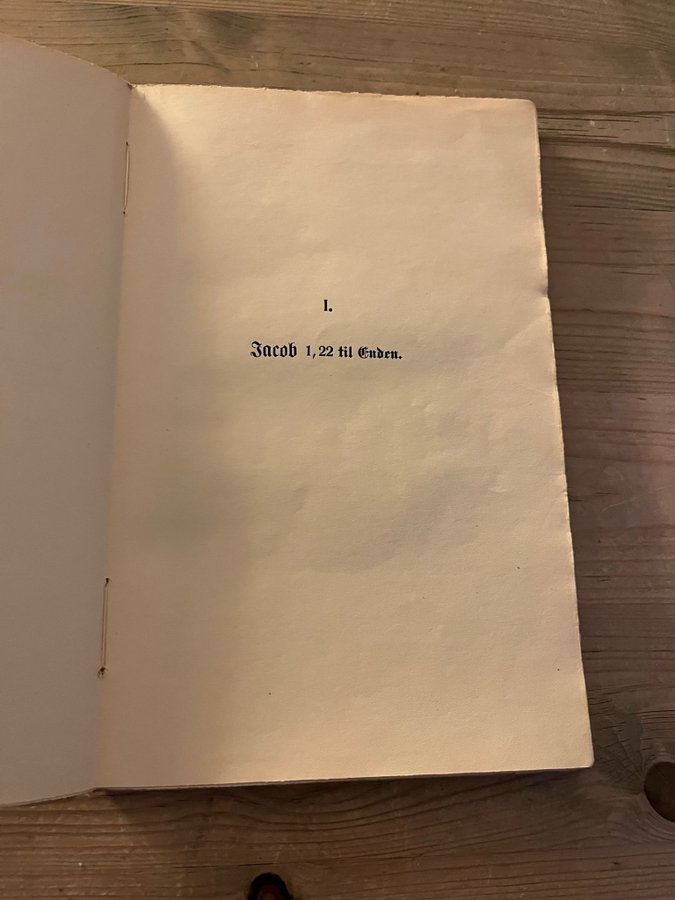 I.
Jacob 1, 22 til Enden.